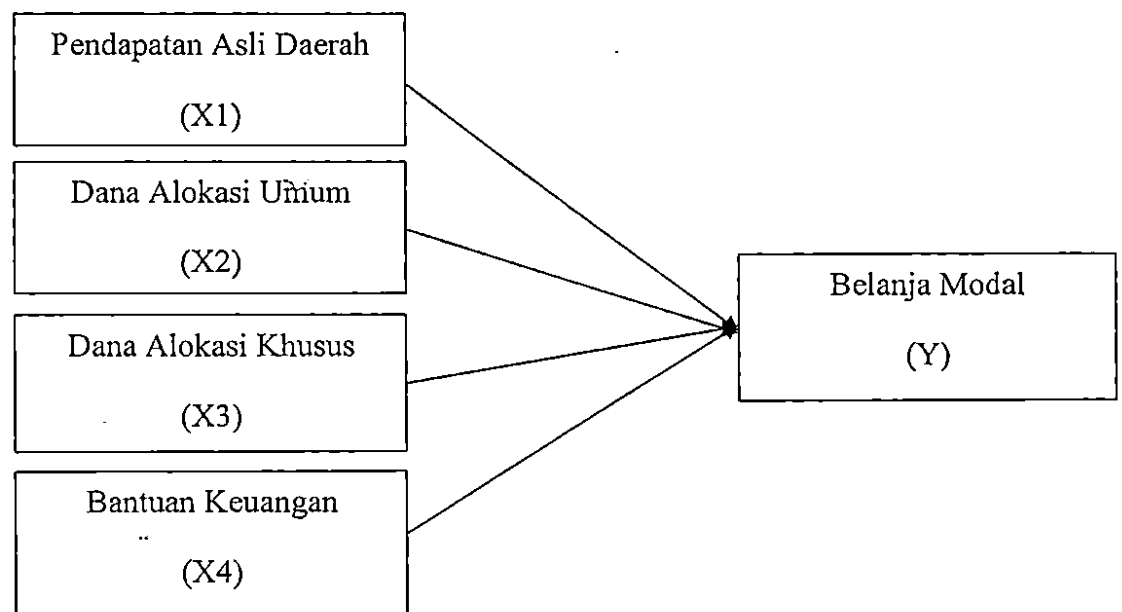 Pendapatan Asli Daerah
(X1)
Dana Alokasi Umum
(X2)
Dana Alokasi Khusus
(X3)
Bantuan Keuangan
(X4)
Belanja Modal
(Y)